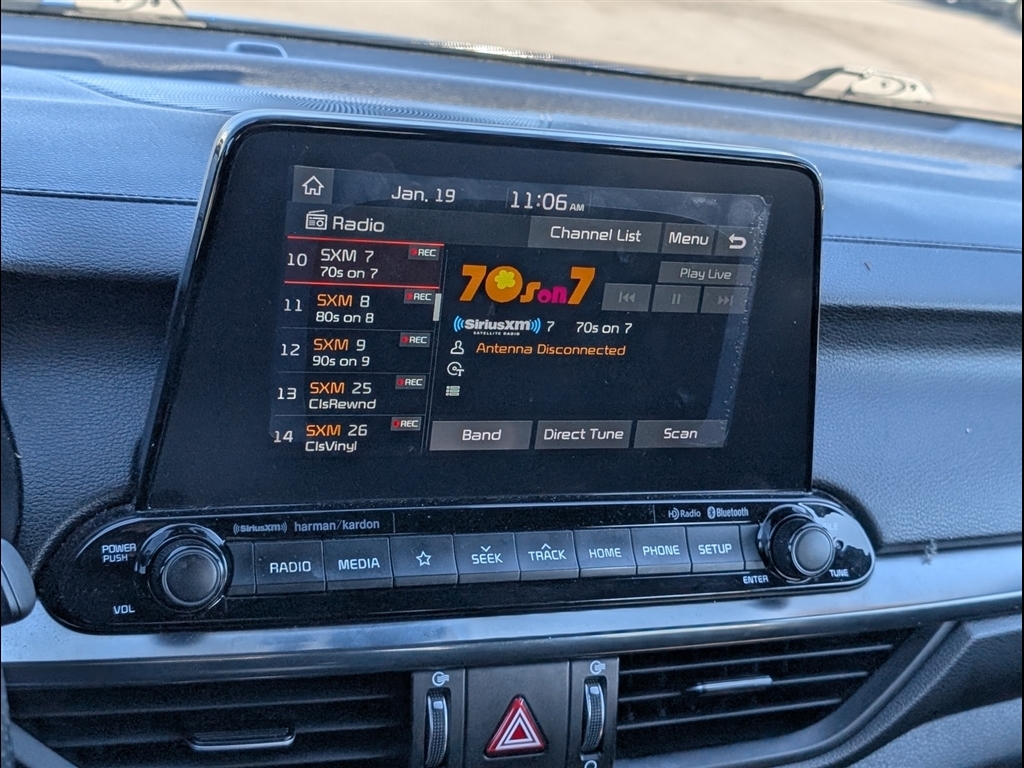 Jan. 19 11:06 AM
Radio Channel List Menu
10 SXM 7 REC
70s on 7
11 SXM 8 REC
80s on 8
12 SXM 9 REC
90s on 9
13 SXM 25 REC
ClsRewnd
14 SXM 26 REC
ClsVinyl
Play Live
70s on 7
((SiriusXM)) 7 70s on 7
SATELLITE RADIO
Antenna Disconnected
Band Direct Tune Scan
((SiriusXM)) harman/kardon HD Radio Bluetooth
POWER
PUSH
VOL
RADIO MEDIA SEEK TRACK HOME PHONE SETUP
ENTER TUNE